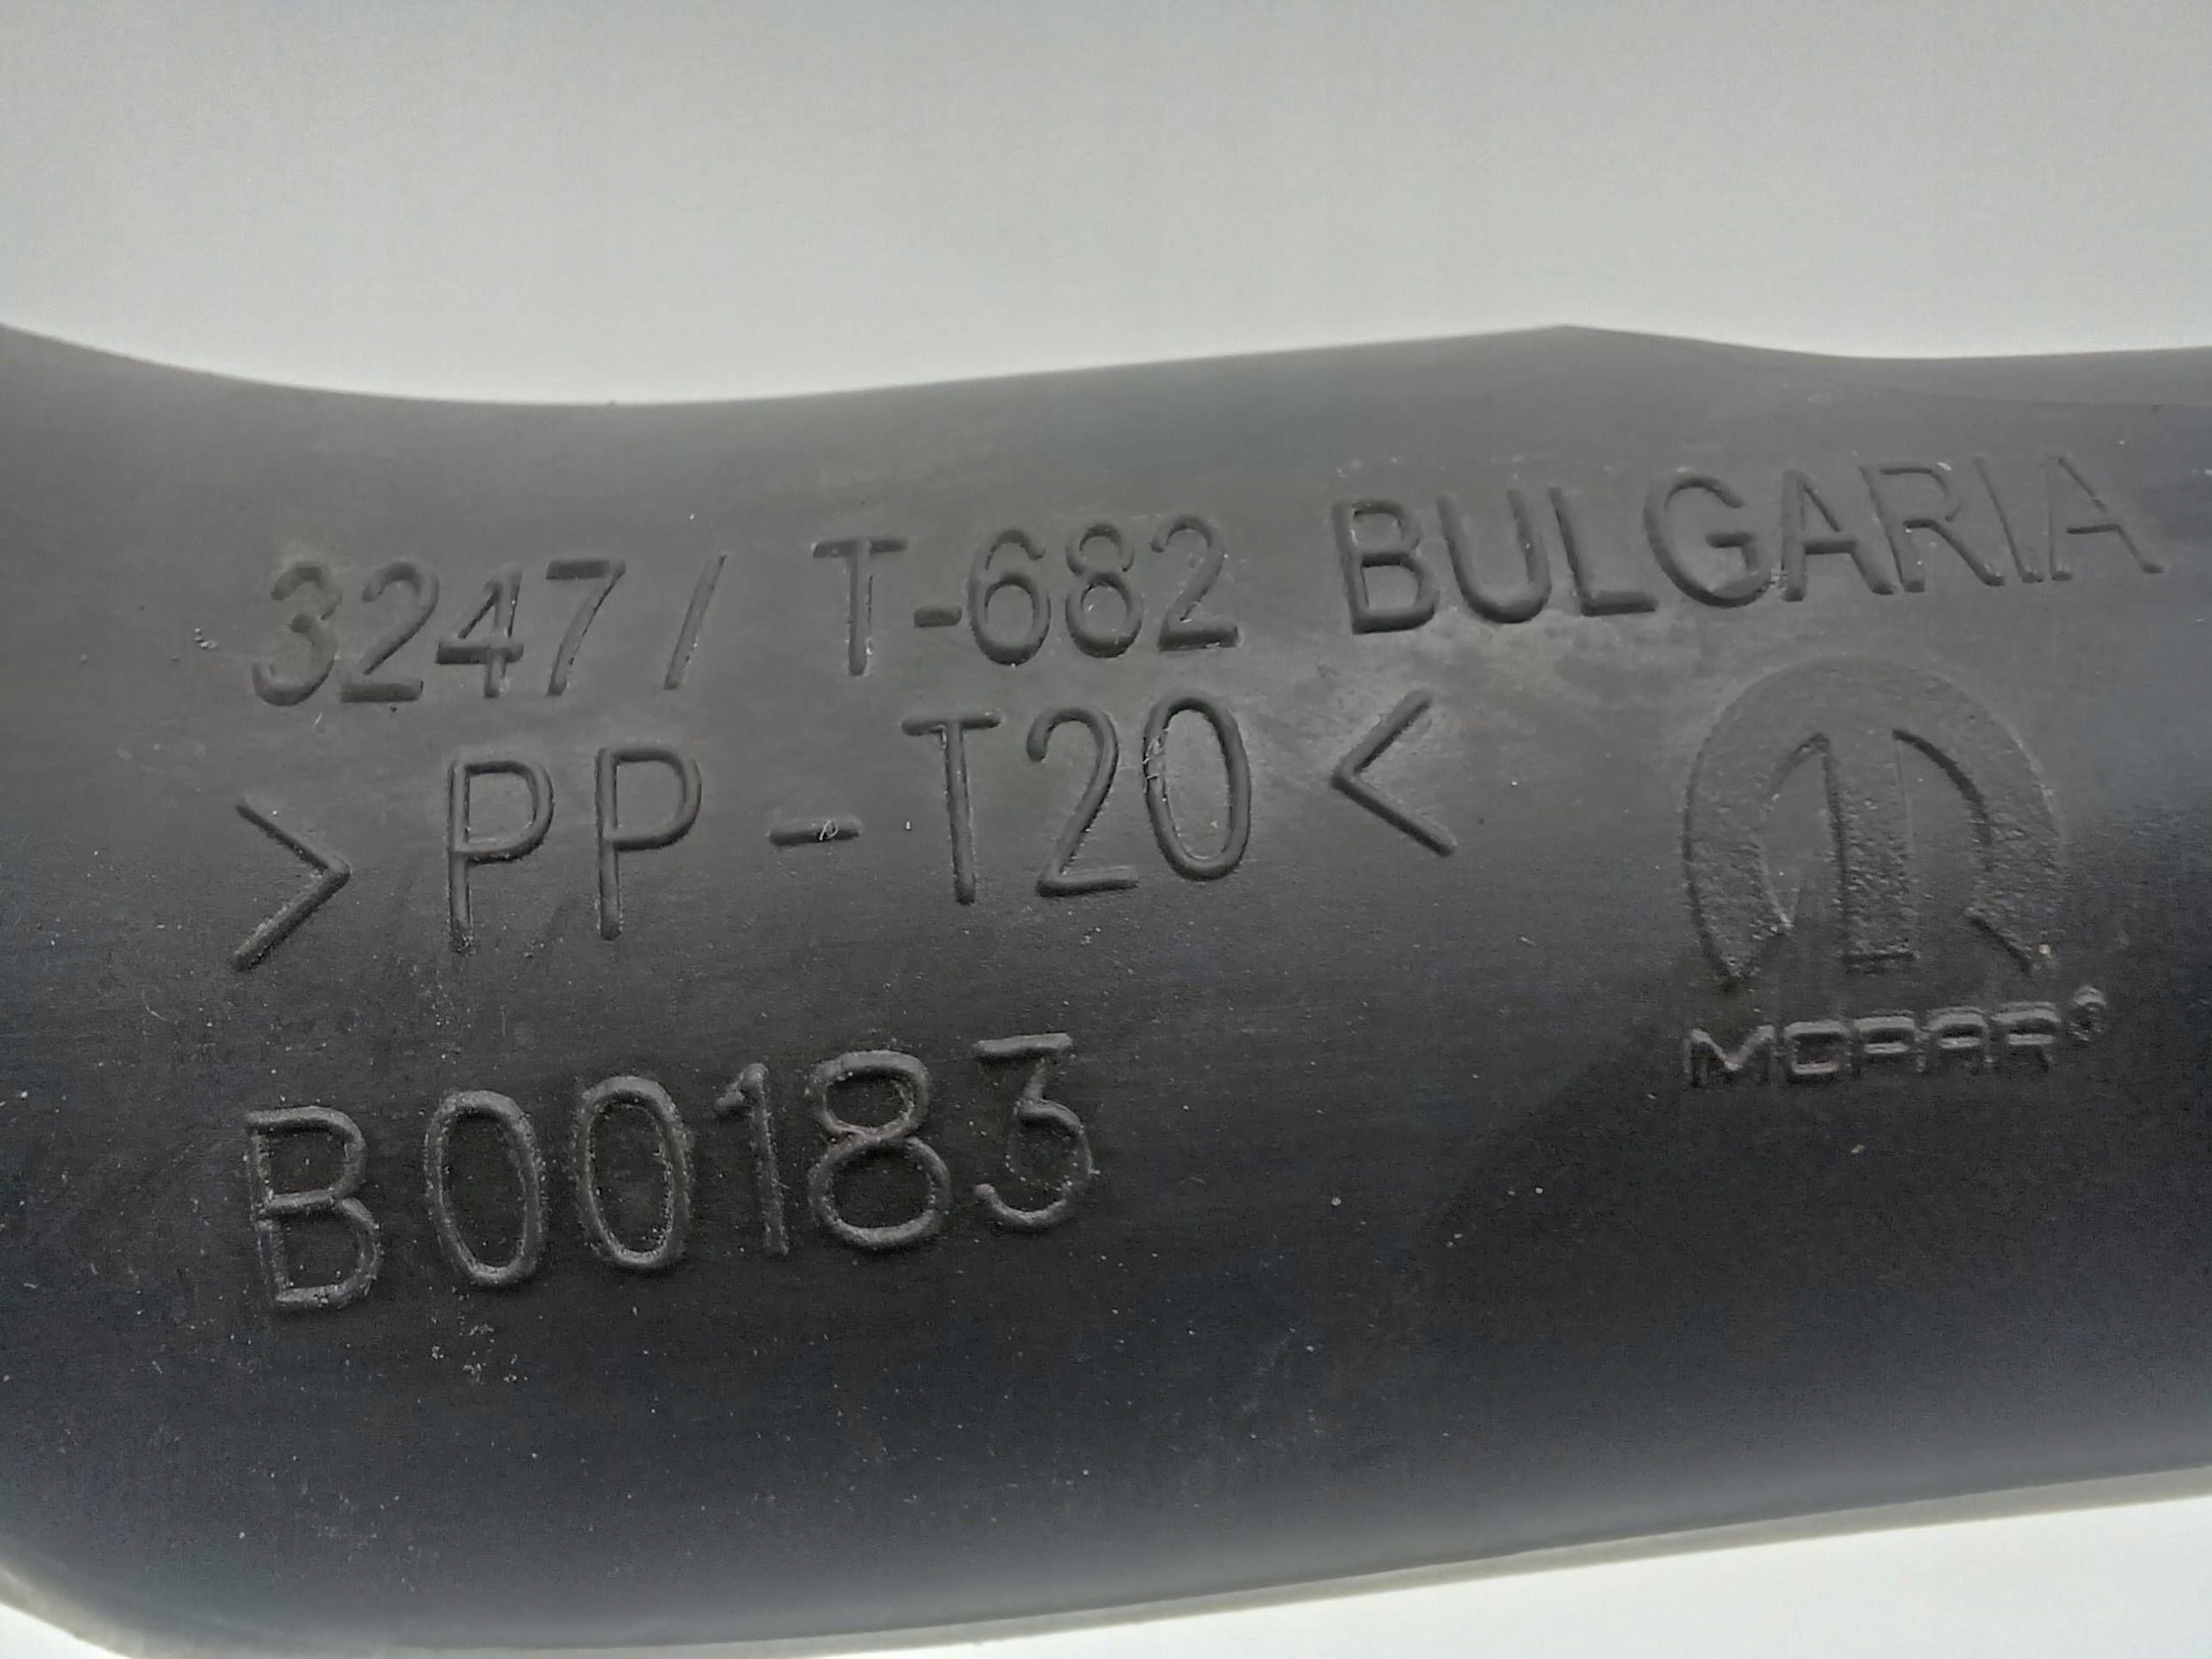 3247 / T-682 BULGARIA
> PP - T20 <
MOPAR®
B00183